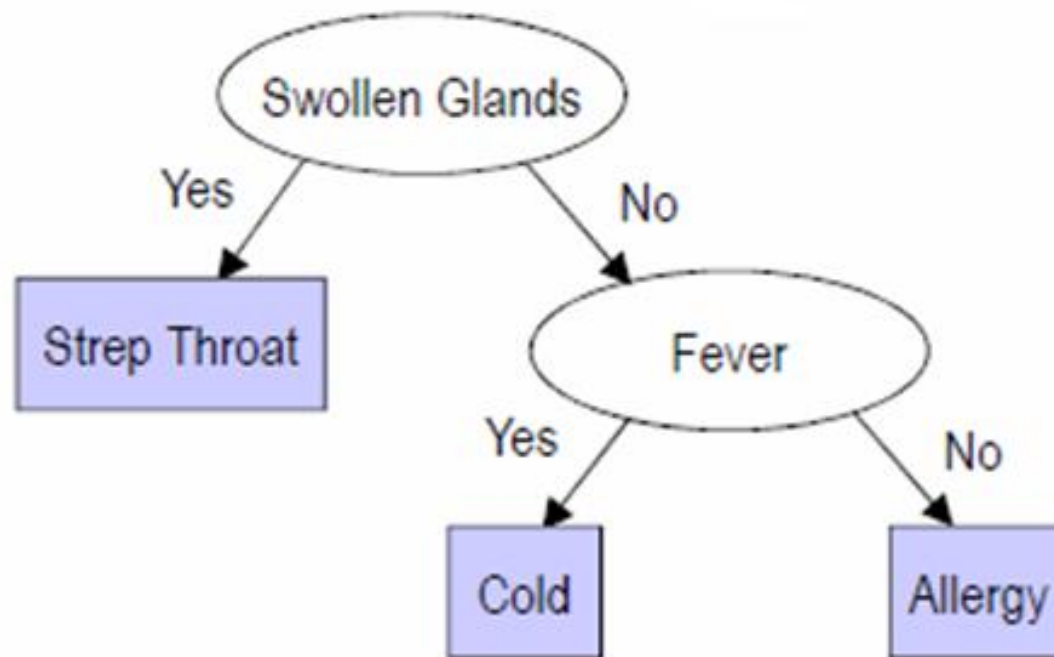 Swollen Glands
Yes
No
Strep Throat
Fever
Yes
No
Cold
Allergy